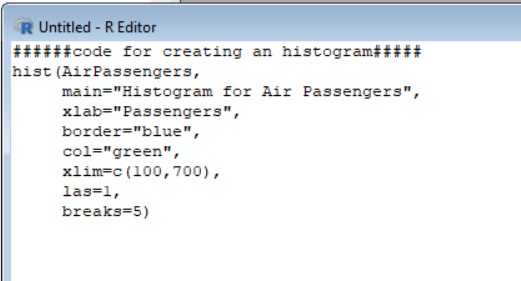 Untitled - R Editor
######code for creating an histogram#####
hist(AirPassengers,
main="Histogram for Air Passengers",
xlab="Passengers",
border="blue",
col="green",
xlim=c(100,700),
las=1,
breaks=5)